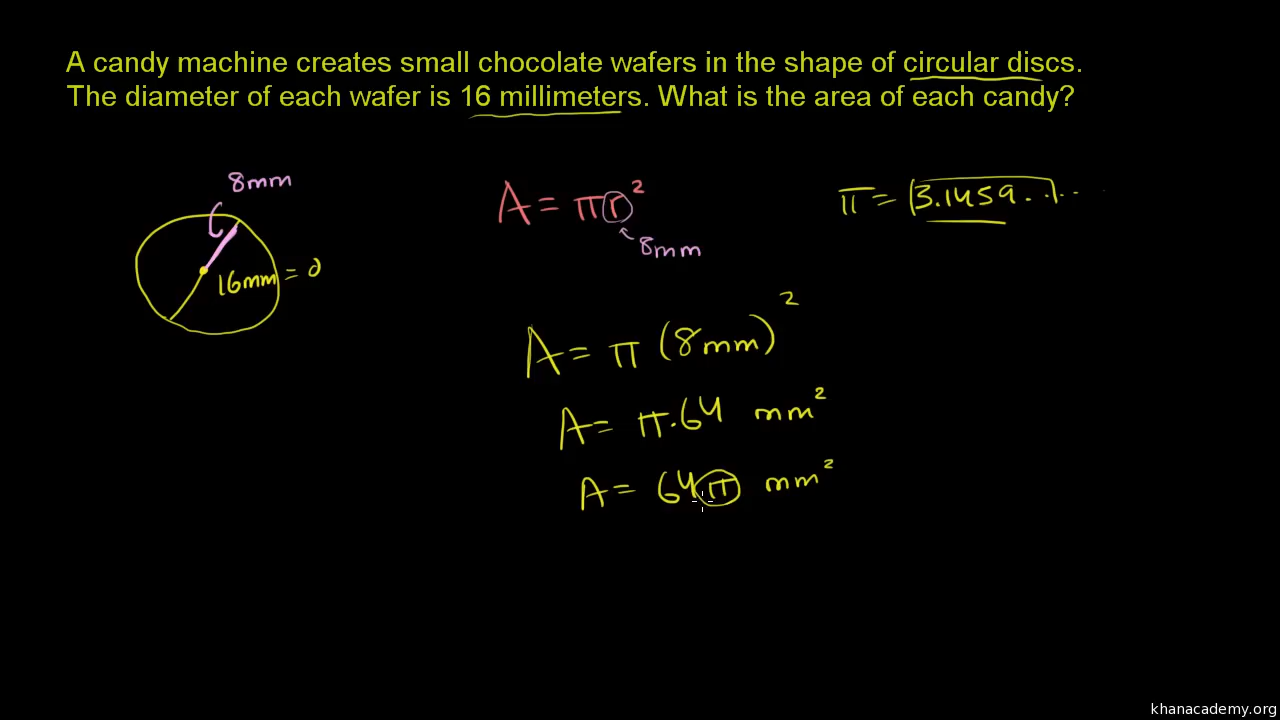 A candy machine creates small chocolate wafers in the shape of circular discs.
The diameter of each wafer is 16 millimeters. What is the area of each candy?
8mm
16mm = d
A = πr²
8mm
π = 3.1459...
A = π (8mm)²
A = π·64 mm²
A = 64π mm²
khanacademy.org